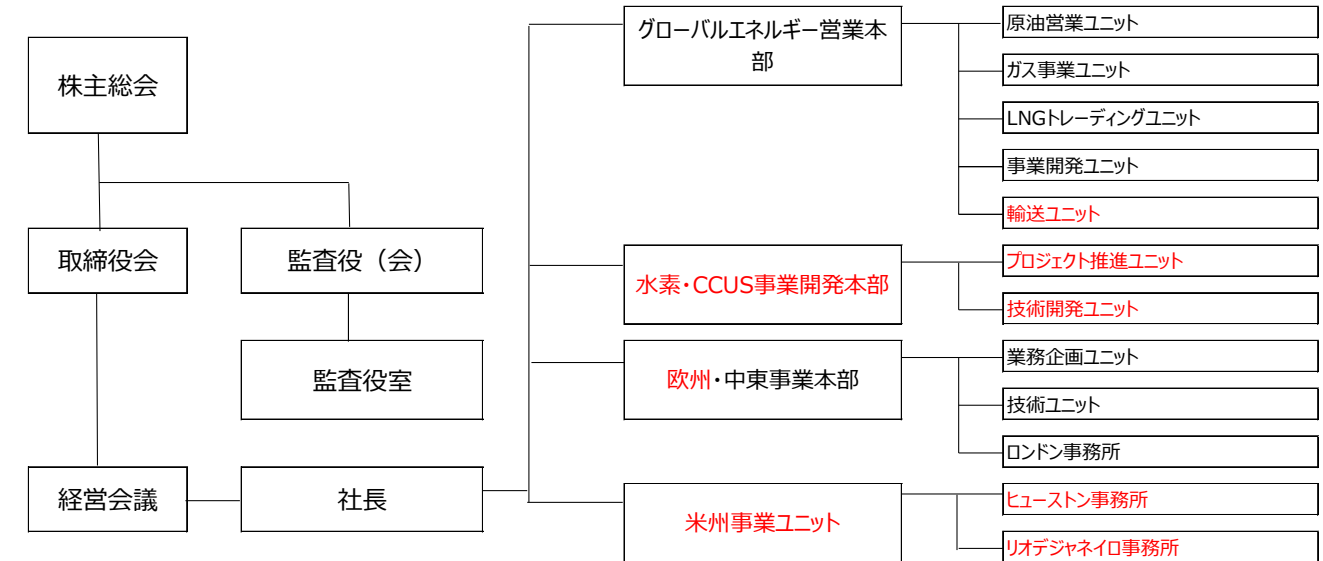 株主総会
取締役会
監査役（会）
監査役室
経営会議
社長
グローバルエネルギー営業本
部
原油営業ユニット
ガス事業ユニット
LNGトレーディングユニット
事業開発ユニット
輸送ユニット
水素・CCUS事業開発本部
プロジェクト推進ユニット
技術開発ユニット
欧州・中東事業本部
業務企画ユニット
技術ユニット
ロンドン事務所
米州事業ユニット
ヒューストン事務所
リオデジャネイロ事務所